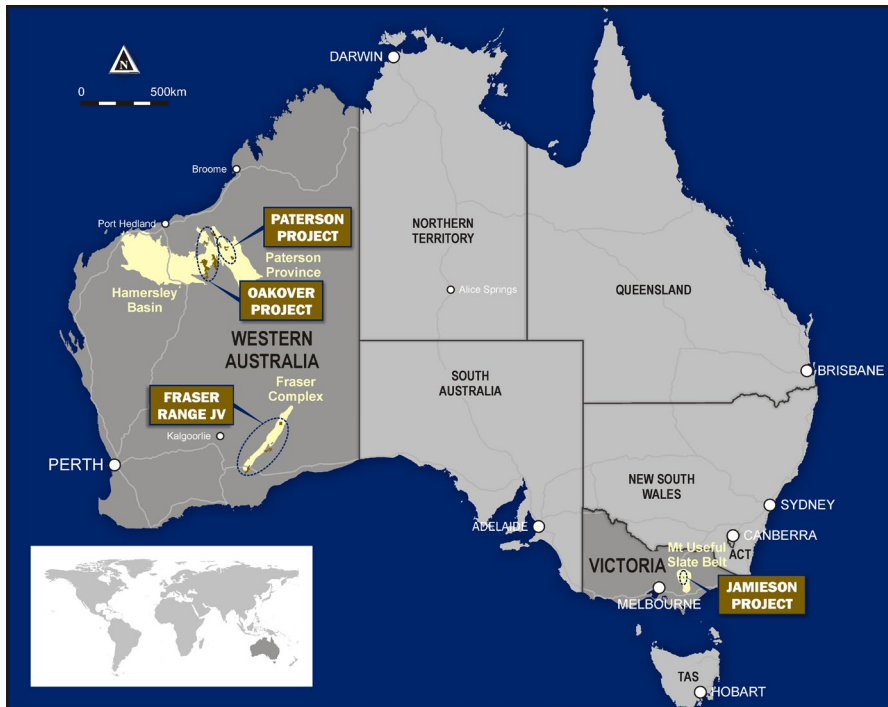 N
0
500km
DARWIN
Broome
Port Hedland
PATERSON
PROJECT
Paterson
Province
Hamersley
Basin
OAKOVER
PROJECT
NORTHERN
TERRITORY
Alice Springs
QUEENSLAND
WESTERN
AUSTRALIA
SOUTH
AUSTRALIA
BRISBANE
Fraser
Complex
FRASER
RANGE JV
Kalgoorlie
PERTH
NEW SOUTH
WALES
SYDNEY
ADELAIDE
CANBERRA
ACT
Mt Useful
Slate Belt
VICTORIA
MELBOURNE
JAMIESON
PROJECT
TAS
HOBART